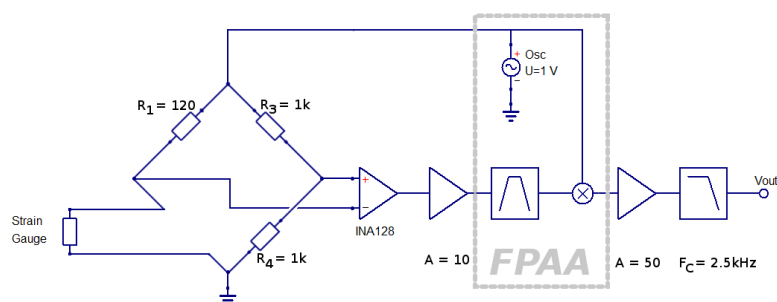 Osc
U=1 V
R1= 120
R3= 1k
Strain
Gauge
+
−
INA128
R4= 1k
A = 10
FPAA
A = 50
FC= 2.5kHz
Vout
+
−